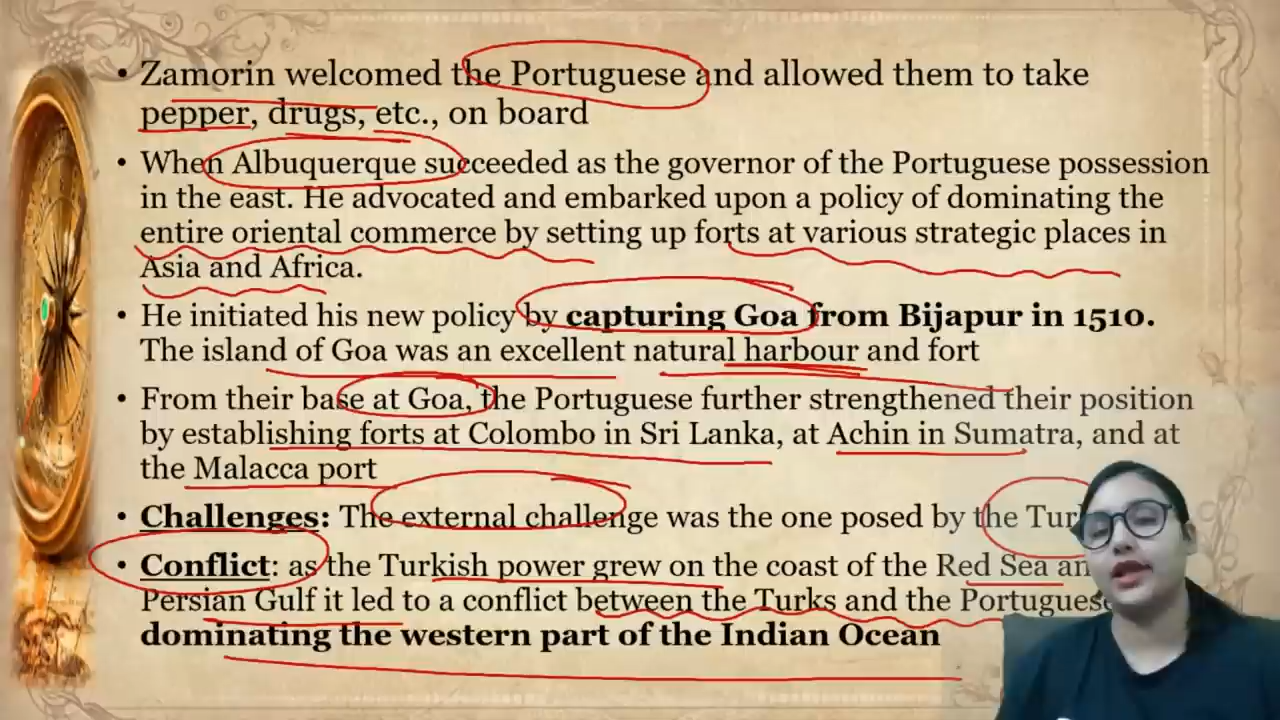 • Zamorin welcomed the Portuguese and allowed them to take
pepper, drugs, etc., on board
• When Albuquerque succeeded as the governor of the Portuguese possession
in the east. He advocated and embarked upon a policy of dominating the
entire oriental commerce by setting up forts at various strategic places in
Asia and Africa.
• He initiated his new policy by capturing Goa from Bijapur in 1510.
The island of Goa was an excellent natural harbour and fort
• From their base at Goa, the Portuguese further strengthened their position
by establishing forts at Colombo in Sri Lanka, at Achin in Sumatra, and at
the Malacca port
• Challenges: The external challenge was the one posed by the
• Conflict: as the Turkish power grew on the coast of the Red Sea
Persian Gulf it led to a conflict between the Turks and the Portuguese
dominating the western part of the Indian Ocean